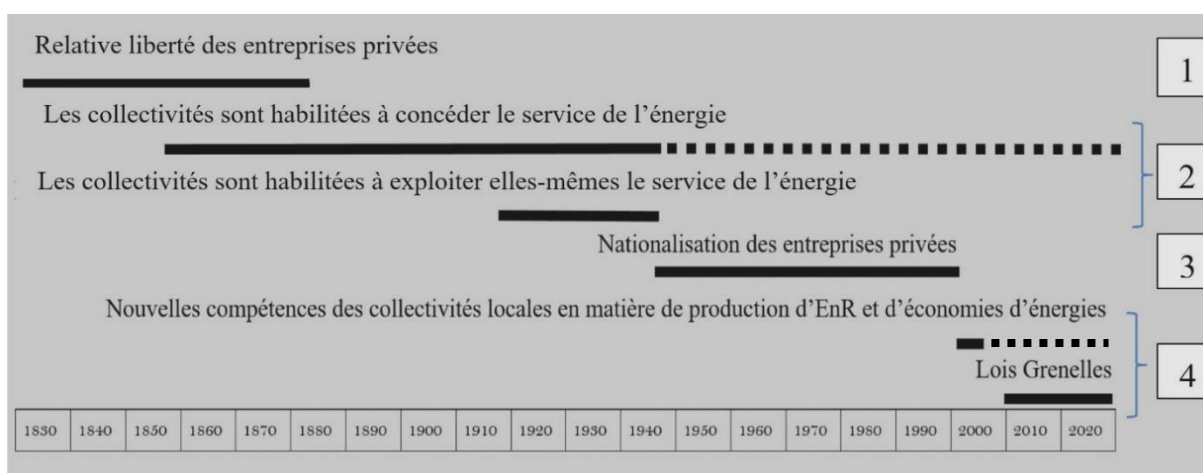 Relative liberté des entreprises privées
1
Les collectivités sont habilitées à concéder le service de l’énergie
Les collectivités sont habilitées à exploiter elles-mêmes le service de l’énergie
2
Nationalisation des entreprises privées
3
Nouvelles compétences des collectivités locales en matière de production d’EnR et d’économies d’énergies
Lois Grenelles
4
1830 1840 1850 1860 1870 1880 1890 1900 1910 1920 1930 1940 1950 1960 1970 1980 1990 2000 2010 2020